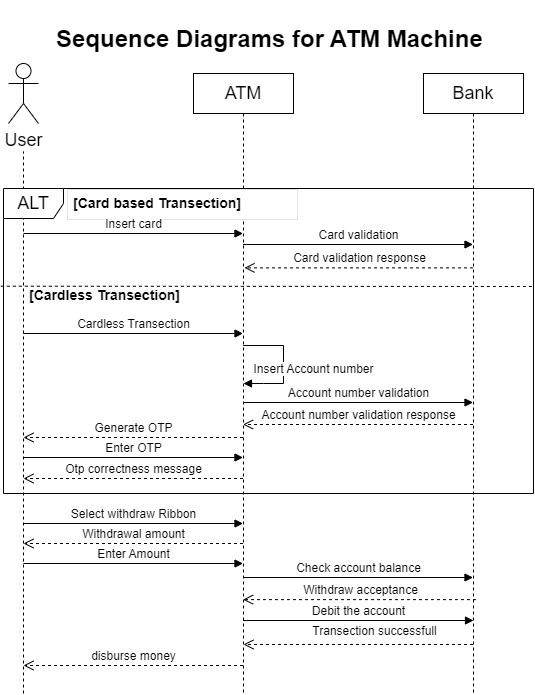 Sequence Diagrams for ATM Machine
User
ATM
Bank
ALT
[Card based Transection]
Insert card
Card validation
Card validation response
[Cardless Transection]
Cardless Transection
Insert Account number
Account number validation
Account number validation response
Generate OTP
Enter OTP
Otp correctness message
Select withdraw Ribbon
Withdrawal amount
Enter Amount
Check account balance
Withdraw acceptance
Debit the account
Transection successfull
disburse money